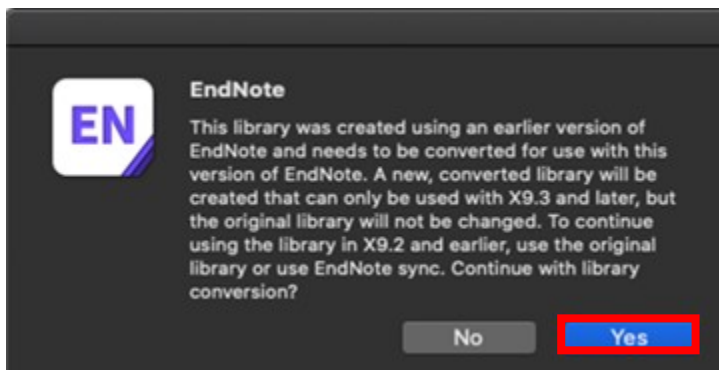 EN
EndNote
This library was created using an earlier version of
EndNote and needs to be converted for use with this
version of EndNote. A new, converted library will be
created that can only be used with X9.3 and later, but
the original library will not be changed. To continue
using the library in X9.2 and earlier, use the original
library or use EndNote sync. Continue with library
conversion?
No
Yes